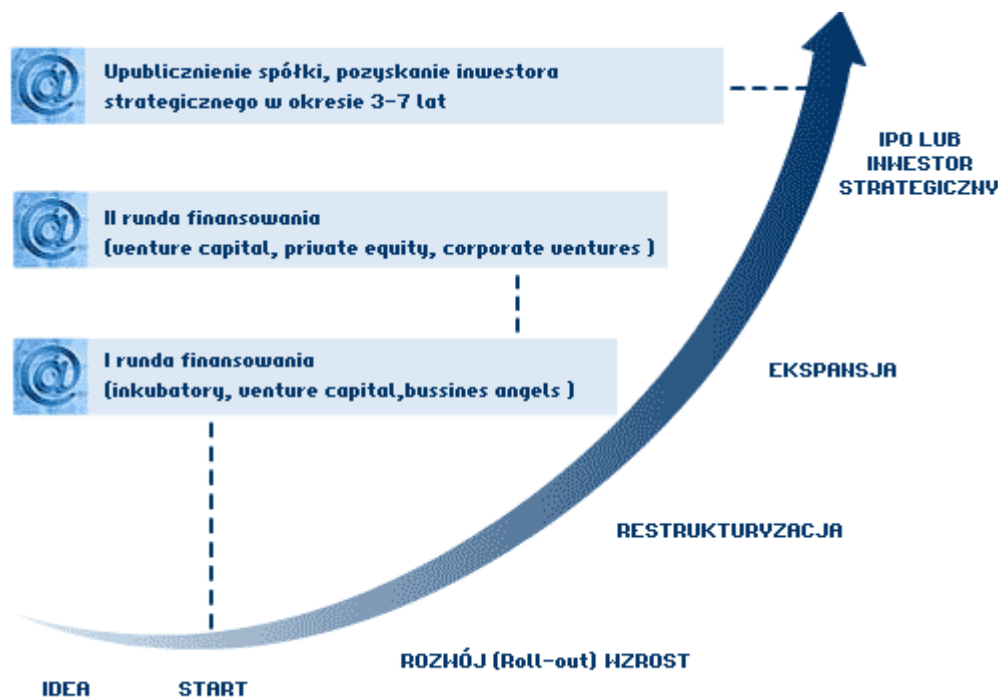 Upublicznienie spółki, pozyskanie inwestora
strategicznego w okresie 3-7 lat
IPO LUB
INWESTOR
STRATEGICZNY
II runda finansowania
(venture capital, private equity, corporate ventures )
I runda finansowania
(inkubatory, venture capital,bussines angels )
EKSPANSJA
RESTRUKTURYZACJA
ROZWÓJ (Roll-out) WZROST
IDEA
START